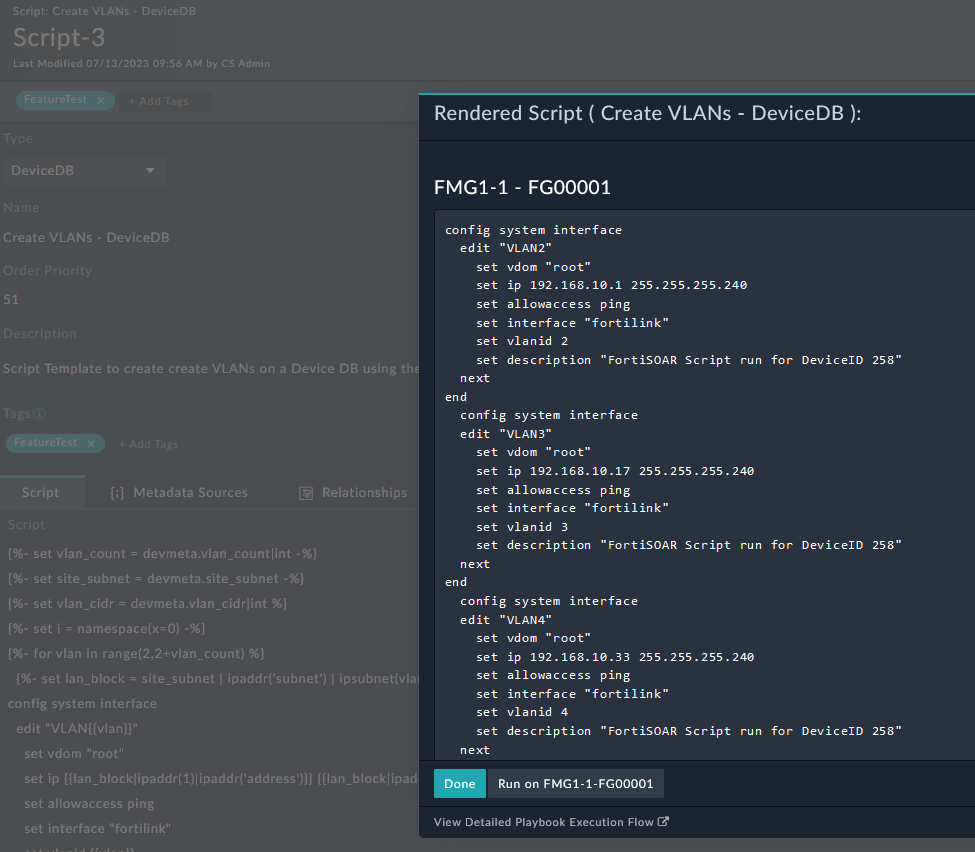 Script: Create VLANs - DeviceDB
Script-3
Last Modified 07/13/2023 09:56 AM by CS Admin
FeatureTest ×
+ Add Tags
Type
DeviceDB
Name
Create VLANs - DeviceDB
Order Priority
51
Description
Script Template to create create VLANs on a Device DB using the
Tags
FeatureTest ×
+ Add Tags
Script
Metadata Sources
Relationships
Script
{%- set vlan_count = devmeta.vlan_count|int -%}
{%- set site_subnet = devmeta.site_subnet -%}
{%- set vlan_cidr = devmeta.vlan_cidr|int %}
{%- set i = namespace(x=0) -%}
{%- for vlan in range(2,2+vlan_count) %}
{%- set lan_block = site_subnet | ipaddr('subnet') | ipsubnet(vla
config system interface
edit "VLAN{{vlan}}"
set vdom "root"
set ip {{lan_block|ipaddr(1)|ipaddr('address')}} {{lan_block|ipad
set allowaccess ping
set interface "fortilink"
set vlanid {{vlan}}
Rendered Script ( Create VLANs - DeviceDB ):
FMG1-1 - FG00001
config system interface
edit "VLAN2"
set vdom "root"
set ip 192.168.10.1 255.255.255.240
set allowaccess ping
set interface "fortilink"
set vlanid 2
set description "FortiSOAR Script run for DeviceID 258"
next
end
config system interface
edit "VLAN3"
set vdom "root"
set ip 192.168.10.17 255.255.255.240
set allowaccess ping
set interface "fortilink"
set vlanid 3
set description "FortiSOAR Script run for DeviceID 258"
next
end
config system interface
edit "VLAN4"
set vdom "root"
set ip 192.168.10.33 255.255.255.240
set allowaccess ping
set interface "fortilink"
set vlanid 4
set description "FortiSOAR Script run for DeviceID 258"
next
Done
Run on FMG1-1-FG00001
View Detailed Playbook Execution Flow